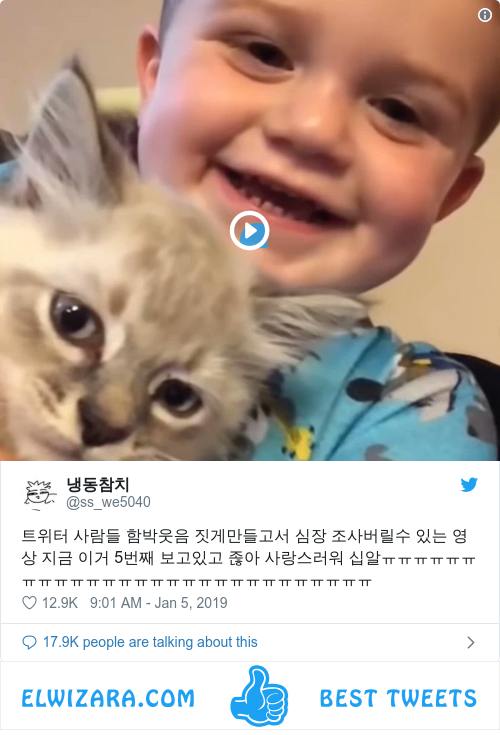 냉동참치
@ss_we5040
트위터 사람들 함박웃음 짓게만들고서 심장 조사버릴수 있는 영
상 지금 이거 5번째 보고있고 죻아 사랑스러워 십알ㅠㅠㅠㅠㅠㅠ
ㅠㅠㅠㅠㅠㅠㅠㅠㅠㅠㅠㅠㅠㅠㅠㅠㅠㅠㅠㅠㅠㅠ
12.9K 9:01 AM - Jan 5, 2019
17.9K people are talking about this
ELWIZARA.COM BEST TWEETS